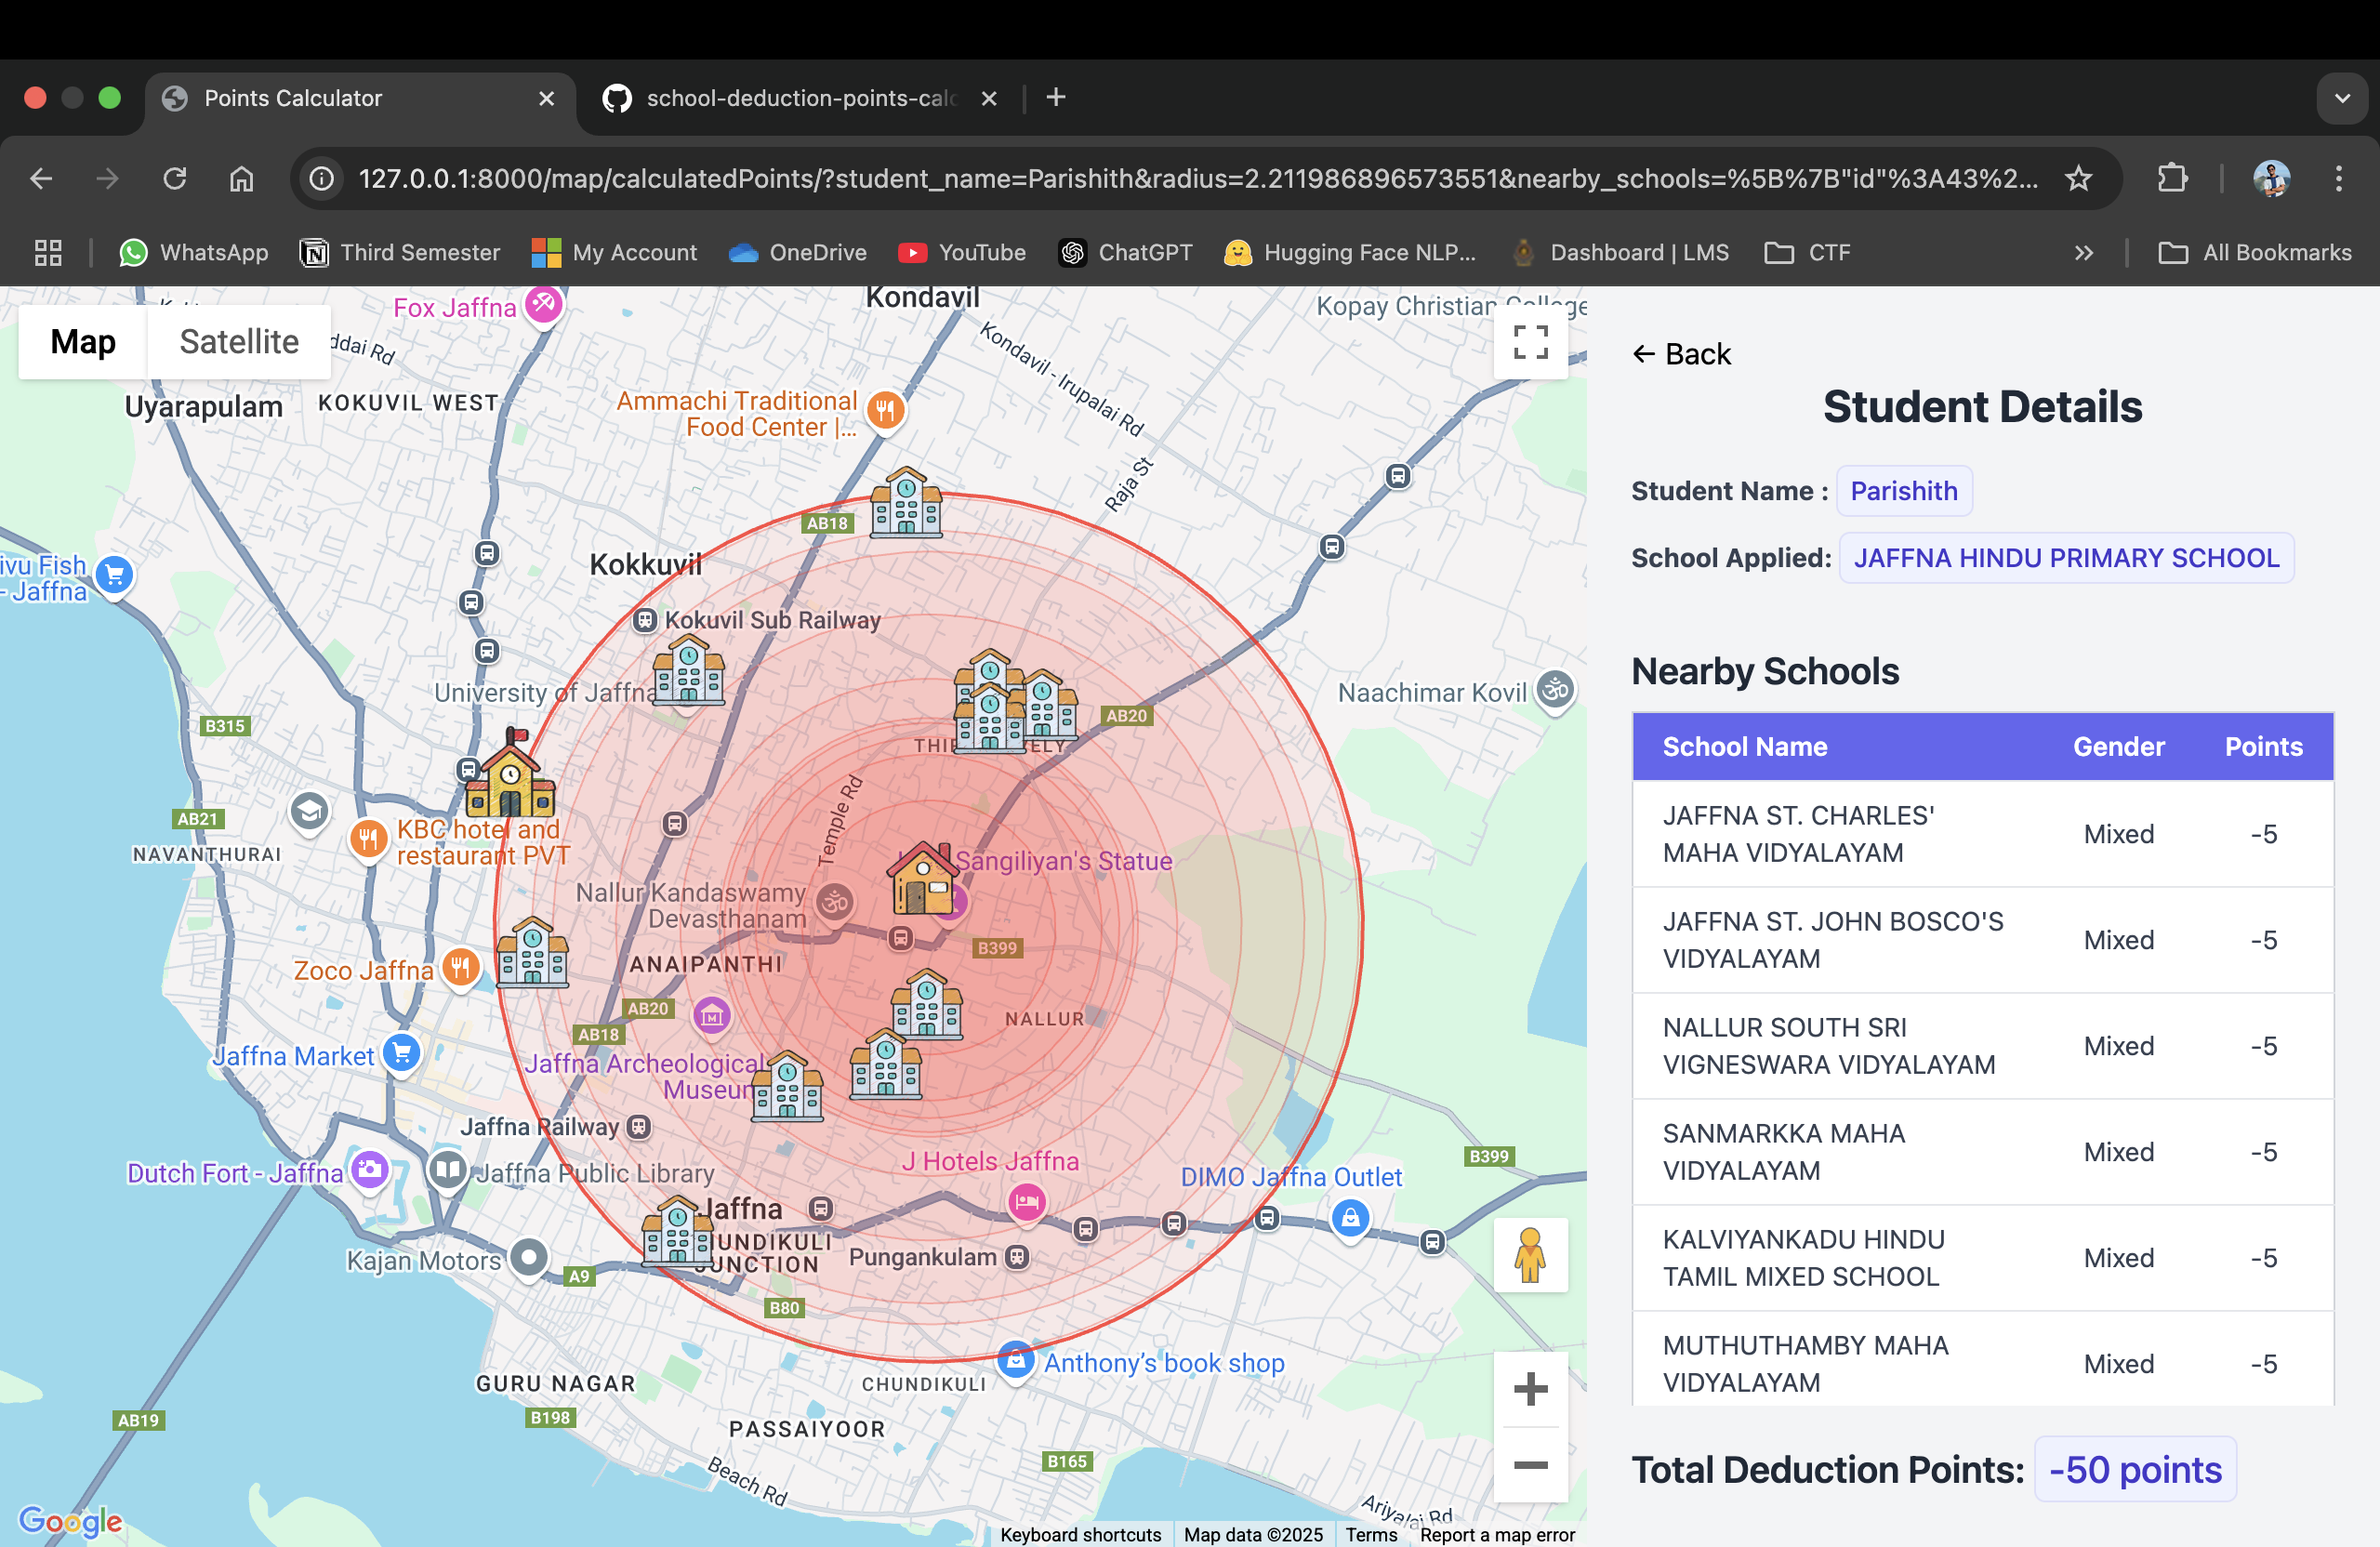 Points Calculator
school-deduction-points-calc
127.0.0.1:8000/map/calculatedPoints/?student_name=Parishith&radius=2.211986896573551&nearby_schools=%5B%7B"id"%3A43%2...
WhatsApp
Third Semester
My Account
OneDrive
YouTube
ChatGPT
Hugging Face NLP...
Dashboard | LMS
CTF
All Bookmarks
Map
Satellite
Fox Jaffna
Kondavil
Kopay Christian College
ddai Rd
Kondavil - Irupalai Rd
Uyarapulam
KOKUVIL WEST
Ammachi Traditional
Food Center |...
Raja St
AB18
Kokkuvil
ivu Fish
- Jaffna
Kokuvil Sub Railway
University of Jaffna
Naachimar Kovil
B315
AB20
Temple Rd
AB21
NAVANTHURAI
KBC hotel and
restaurant PVT
Sangiliyan's Statue
Nallur Kandaswamy
Devasthanam
B399
Zoco Jaffna
ANAIPANTHI
AB20
NALLUR
AB18
Jaffna Market
Jaffna Archeological
Museum
Jaffna Railway
B399
Dutch Fort - Jaffna
Jaffna Public Library
J Hotels Jaffna
DIMO Jaffna Outlet
Jaffna
UNDIKULI
JUNCTION
Pungankulam
Kajan Motors
A9
B80
Anthony's book shop
GURU NAGAR
CHUNDIKULI
AB19
B198
PASSAIYOOR
B165
Beach Rd
Ariyalai Rd
Google
Keyboard shortcuts
Map data ©2025
Terms
Report a map error
← Back
Student Details
Student Name : Parishith
School Applied: JAFFNA HINDU PRIMARY SCHOOL
Nearby Schools
School Name Gender Points
JAFFNA ST. CHARLES'
MAHA VIDYALAYAM
Mixed -5
JAFFNA ST. JOHN BOSCO'S
VIDYALAYAM
Mixed -5
NALLUR SOUTH SRI
VIGNESWARA VIDYALAYAM
Mixed -5
SANMARKKA MAHA
VIDYALAYAM
Mixed -5
KALVIYANKADU HINDU
TAMIL MIXED SCHOOL
Mixed -5
MUTHUTHAMBY MAHA
VIDYALAYAM
Mixed -5
Total Deduction Points: -50 points